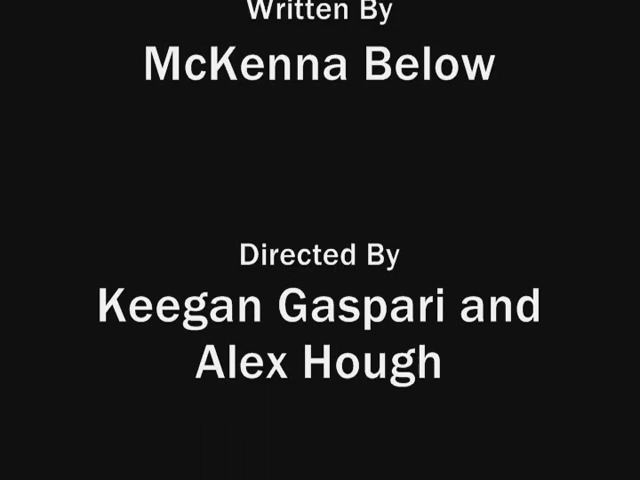 Written By
McKenna Below
Directed By
Keegan Gaspari and
Alex Hough